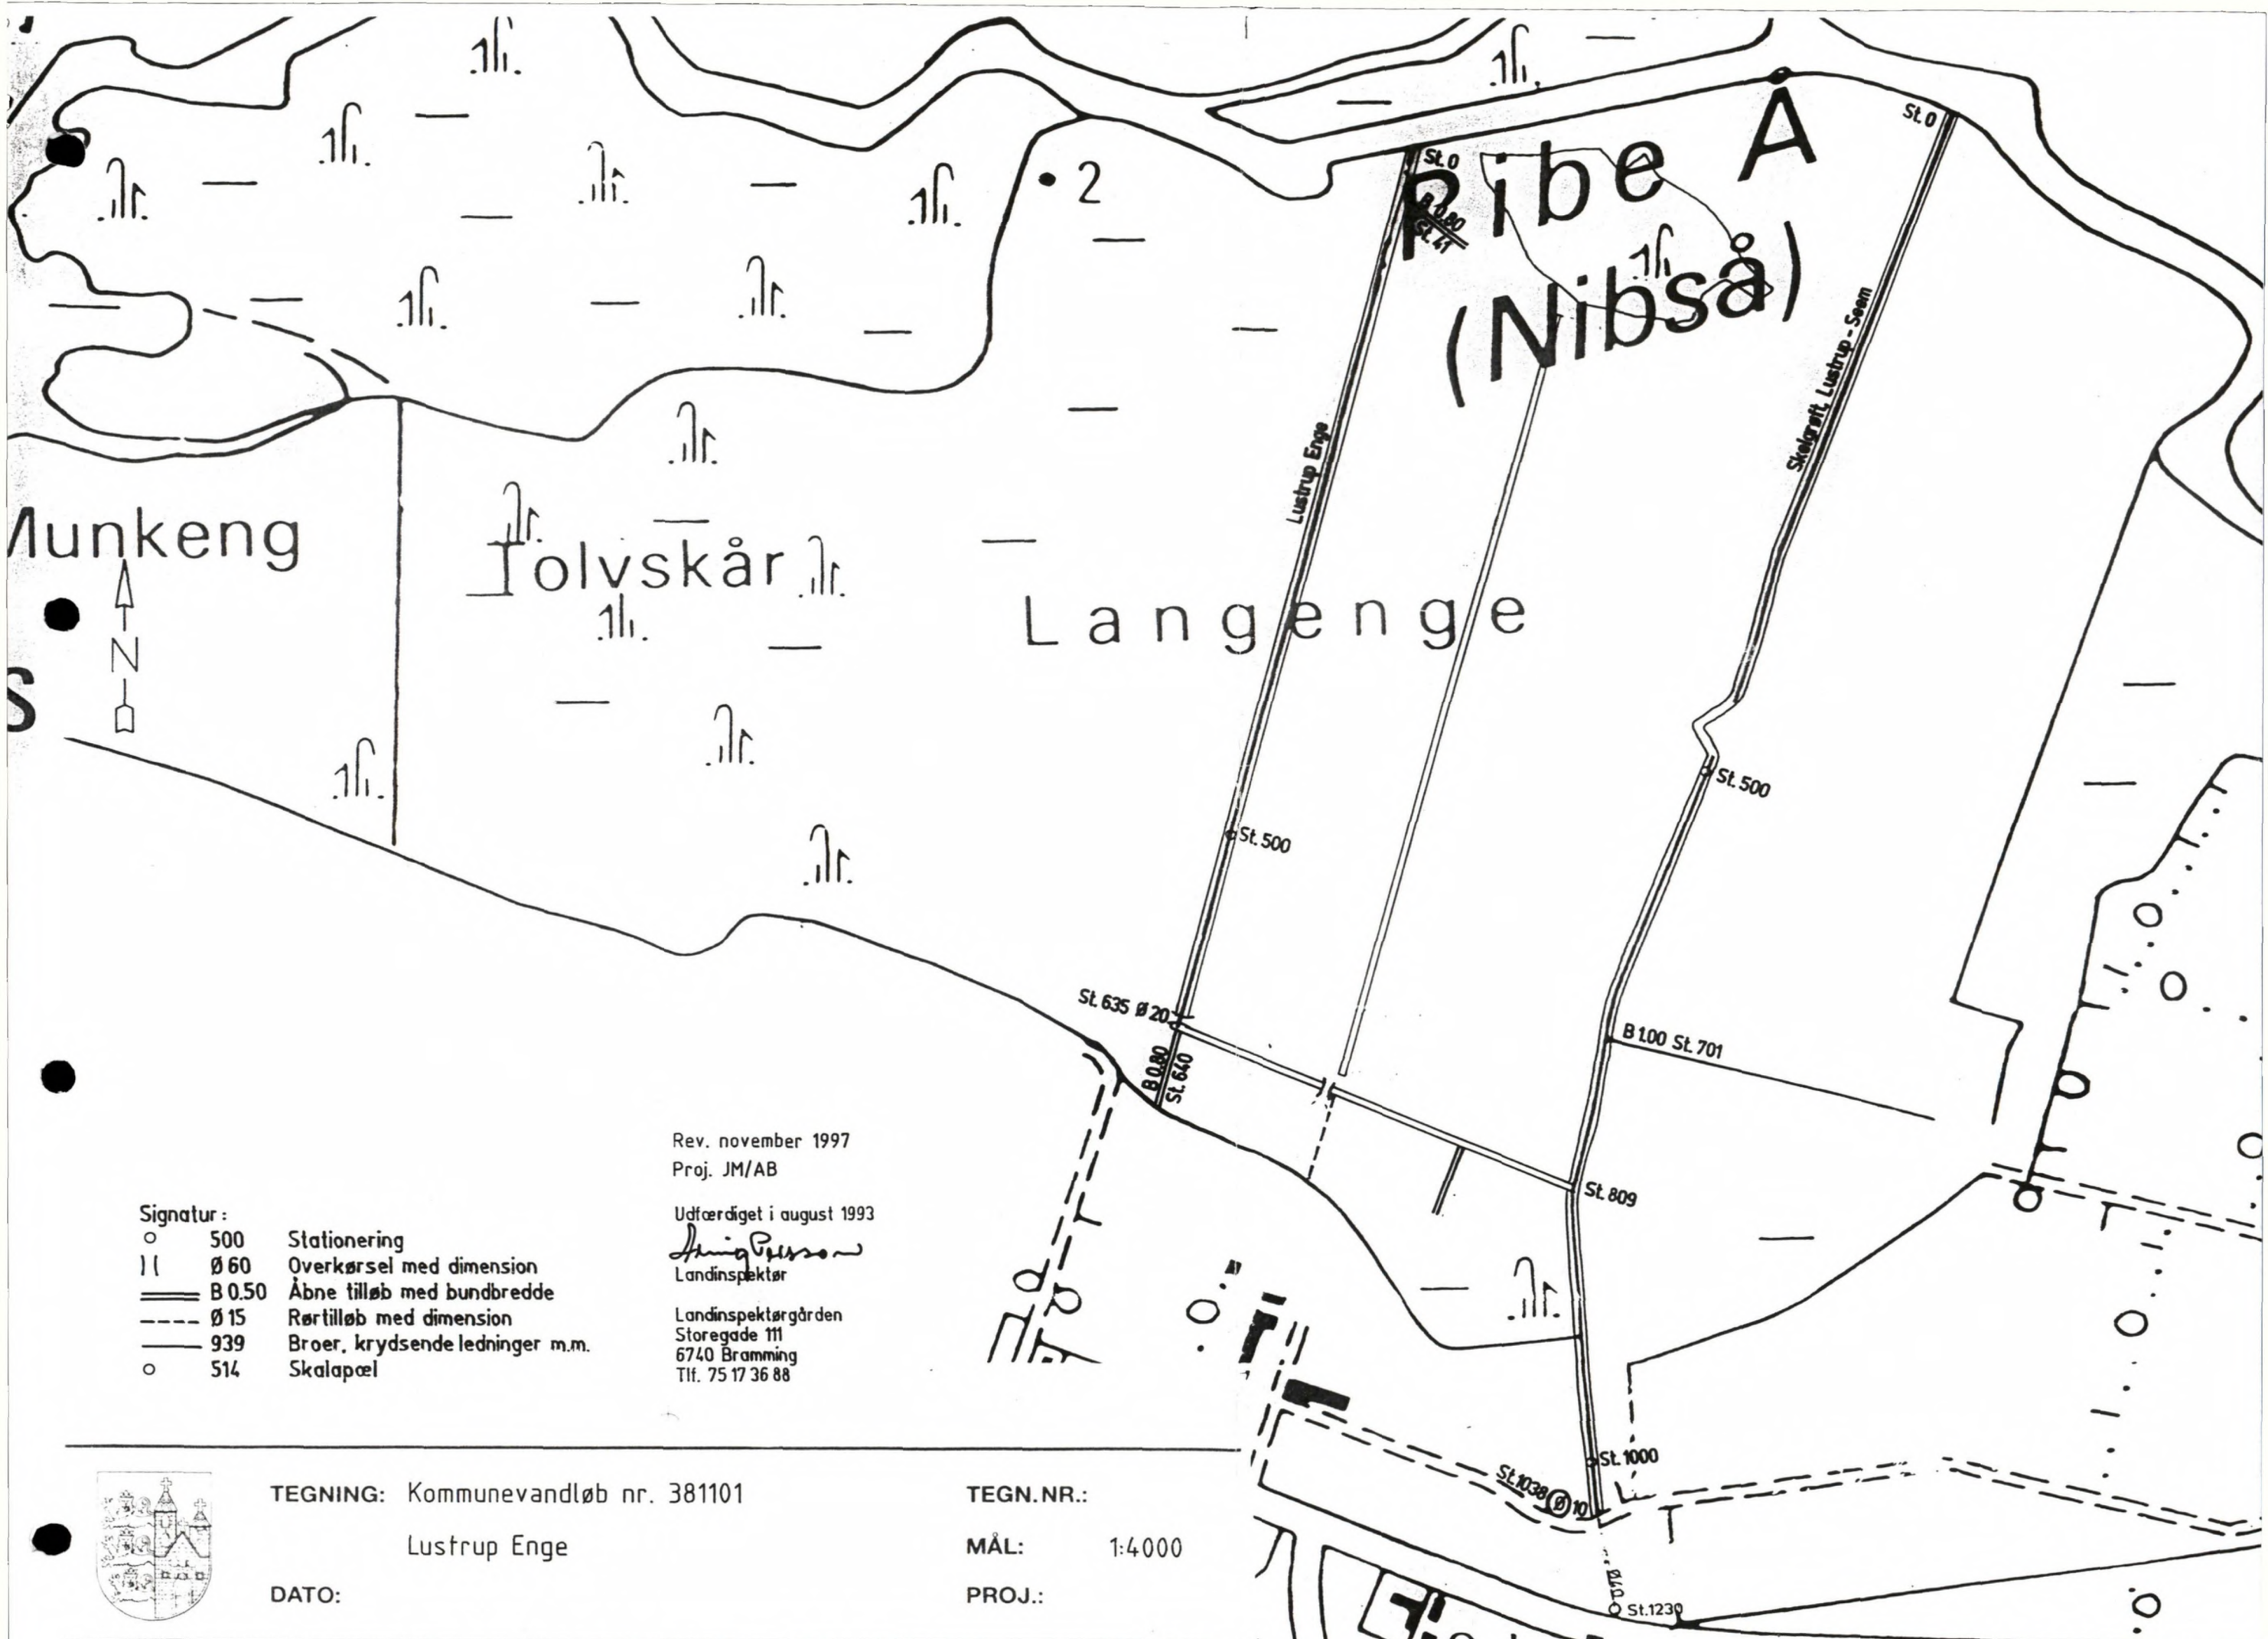 St. 0
St. 0
Ribe Å
2
B 0.80
St. 41
(Nibså)
Skelgrøft, Lustrup - Seem
Lustrup Enge
Munkeng
Tolvskår
N
Langenge
S
St. 500
St. 500
St. 635 Ø 20
B 1.00 St. 701
B 0.80
St. 640
St. 809
Rev. november 1997
Proj. JM/AB
Udfærdiget i august 1993
Landinspektør
Landinspektørgården
Storegade 111
6740 Bramming
Tlf. 75 17 36 88
Signatur:
500 Stationering
Ø 60 Overkørsel med dimension
B 0.50 Åbne tilløb med bundbredde
Ø 15 Rørtilløb med dimension
939 Broer, krydsende ledninger m.m.
514 Skalapæl
St. 1000
St. 1038 Ø 10
Ø40
St. 1230
TEGNING: Kommunevandløb nr. 381101
Lustrup Enge
DATO:
TEGN.NR.:
MÅL: 1:4000
PROJ.: